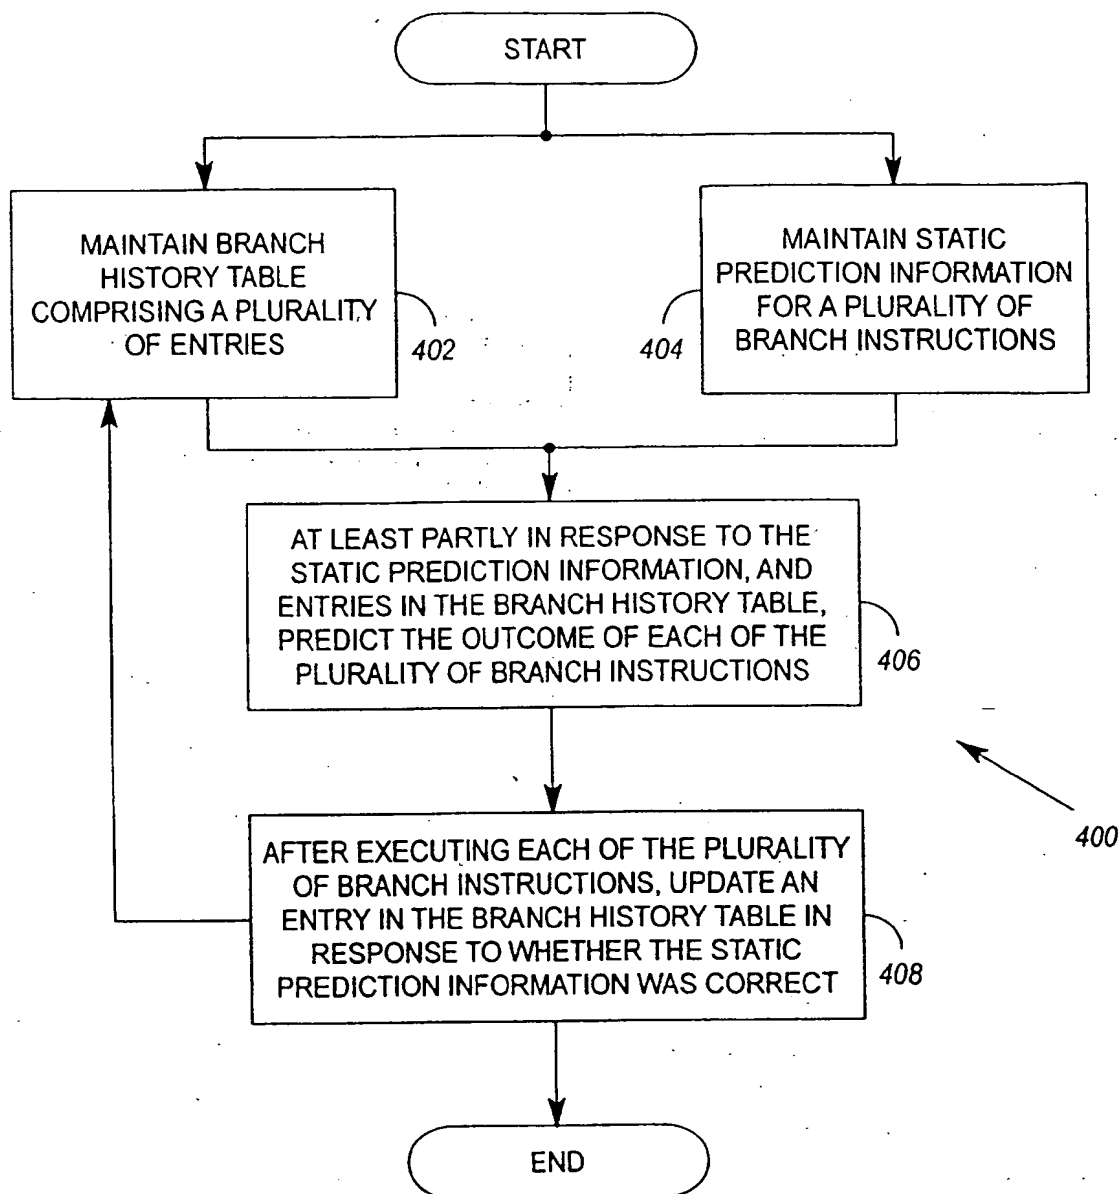 START
MAINTAIN BRANCH
HISTORY TABLE
COMPRISING A PLURALITY
OF ENTRIES
402
MAINTAIN STATIC
PREDICTION INFORMATION
FOR A PLURALITY OF
BRANCH INSTRUCTIONS
404
AT LEAST PARTLY IN RESPONSE TO THE
STATIC PREDICTION INFORMATION, AND
ENTRIES IN THE BRANCH HISTORY TABLE,
PREDICT THE OUTCOME OF EACH OF THE
PLURALITY OF BRANCH INSTRUCTIONS
406
400
AFTER EXECUTING EACH OF THE PLURALITY
OF BRANCH INSTRUCTIONS, UPDATE AN
ENTRY IN THE BRANCH HISTORY TABLE IN
RESPONSE TO WHETHER THE STATIC
PREDICTION INFORMATION WAS CORRECT
408
END